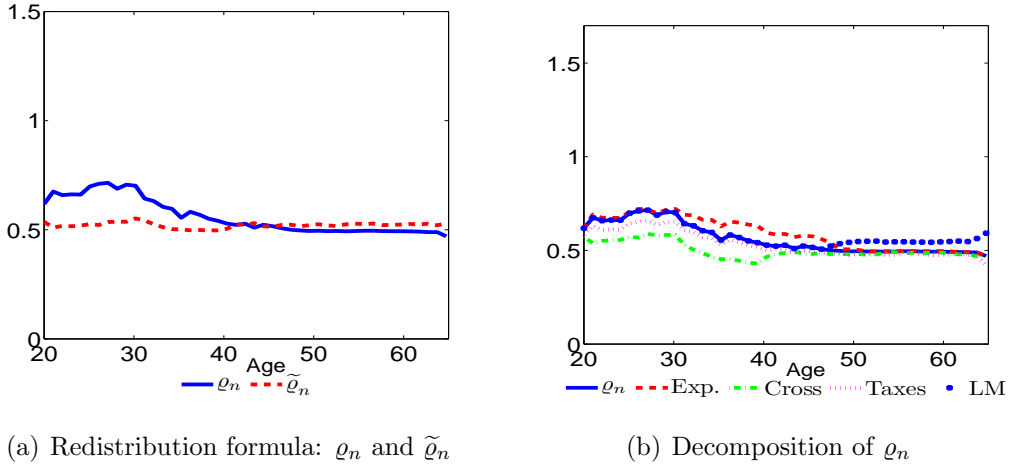 1.5
1
0.5
0
20 30 40 50 60
Age
ϱn ϱ̃n
(a) Redistribution formula: ϱn and ϱ̃n
1.5
1
0.5
0
20 30 40 50 60
Age
ϱn Exp. Cross Taxes LM
(b) Decomposition of ϱn